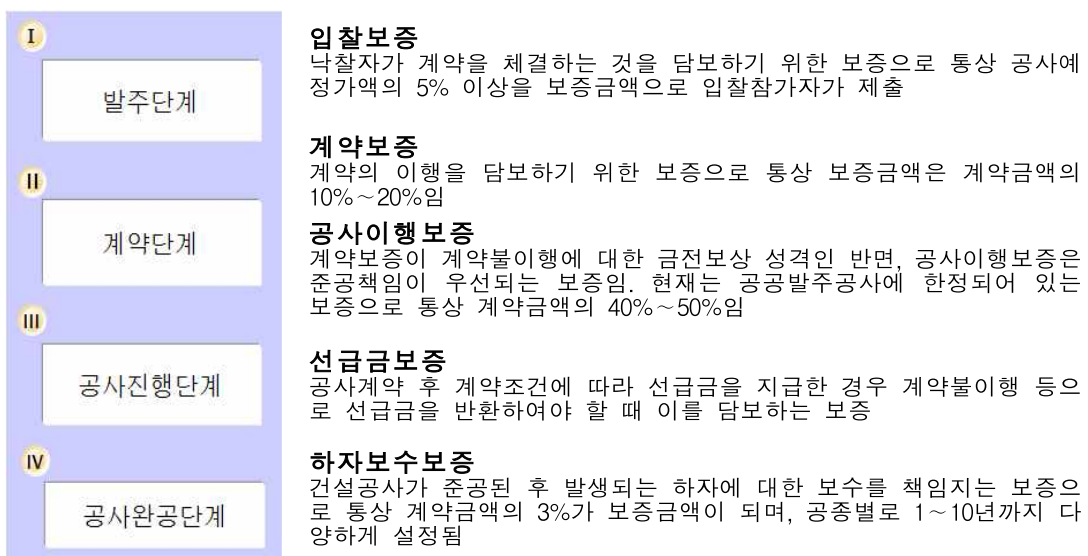 I
발주단계
입찰보증
낙찰자가 계약을 체결하는 것을 담보하기 위한 보증으로 통상 공사예
정가액의 5% 이상을 보증금액으로 입찰참가자가 제출
II
계약단계
계약보증
계약의 이행을 담보하기 위한 보증으로 통상 보증금액은 계약금액의
10%~20%임
공사이행보증
계약보증이 계약불이행에 대한 금전보상 성격인 반면, 공사이행보증은
준공책임이 우선되는 보증임. 현재는 공공발주공사에 한정되어 있는
보증으로 통상 계약금액의 40%~50%임
III
공사진행단계
선급금보증
공사계약 후 계약조건에 따라 선급금을 지급한 경우 계약불이행 등으
로 선급금을 반환하여야 할 때 이를 담보하는 보증
IV
공사완공단계
하자보수보증
건설공사가 준공된 후 발생되는 하자에 대한 보수를 책임지는 보증으
로 통상 계약금액의 3%가 보증금액이 되며, 공종별로 1~10년까지 다
양하게 설정됨